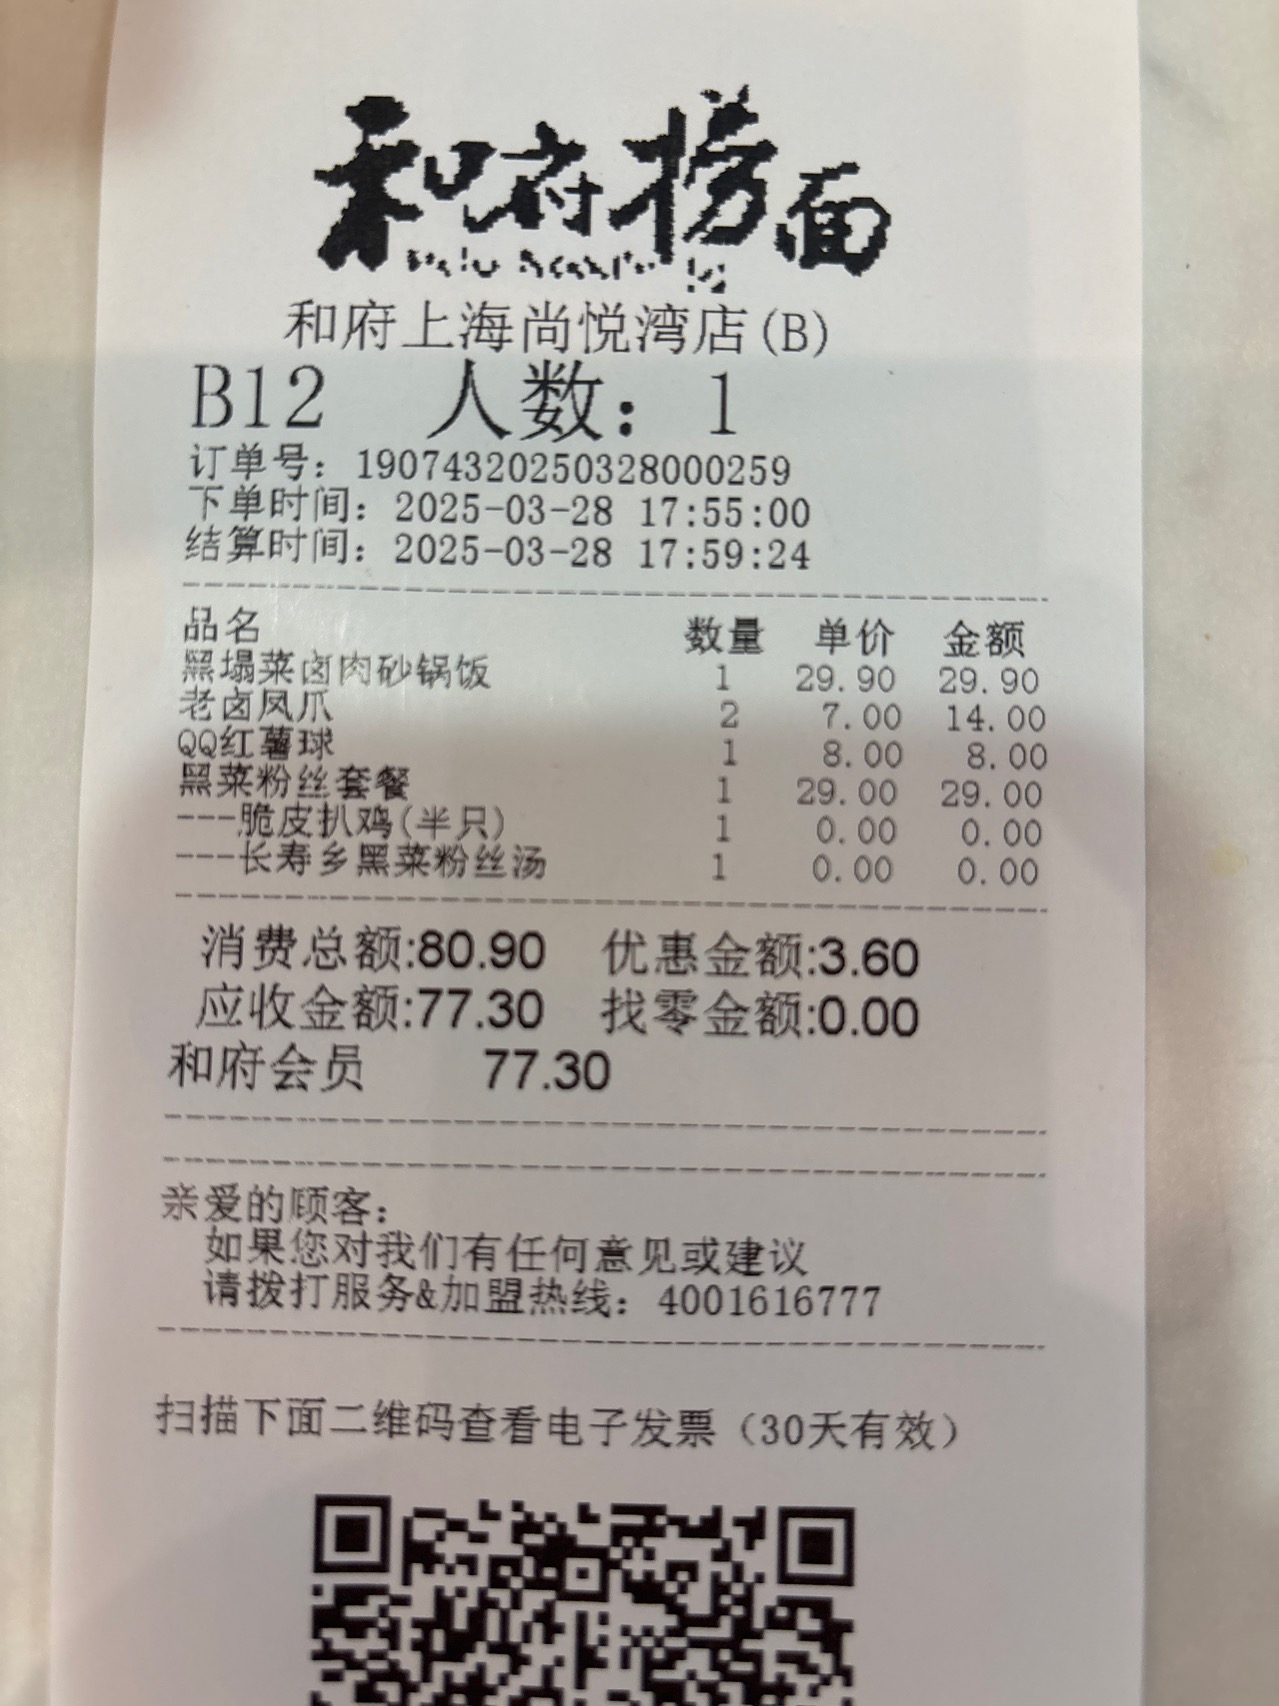 和府捞面
和府上海尚悦湾店(B)
B12 人数：1
订单号：19074320250328000259
下单时间：2025-03-28 17:55:00
结算时间：2025-03-28 17:59:24
品名 数量 单价 金额
黑塌菜卤肉砂锅饭 1 29.90 29.90
老卤凤爪 2 7.00 14.00
QQ红薯球 1 8.00 8.00
黑菜粉丝套餐 1 29.00 29.00
---脆皮扒鸡(半只) 1 0.00 0.00
---长寿乡黑菜粉丝汤 1 0.00 0.00
消费总额:80.90 优惠金额:3.60
应收金额:77.30 找零金额:0.00
和府会员 77.30
亲爱的顾客：
如果您对我们有任何意见或建议
请拨打服务&加盟热线：4001616777
扫描下面二维码查看电子发票（30天有效）